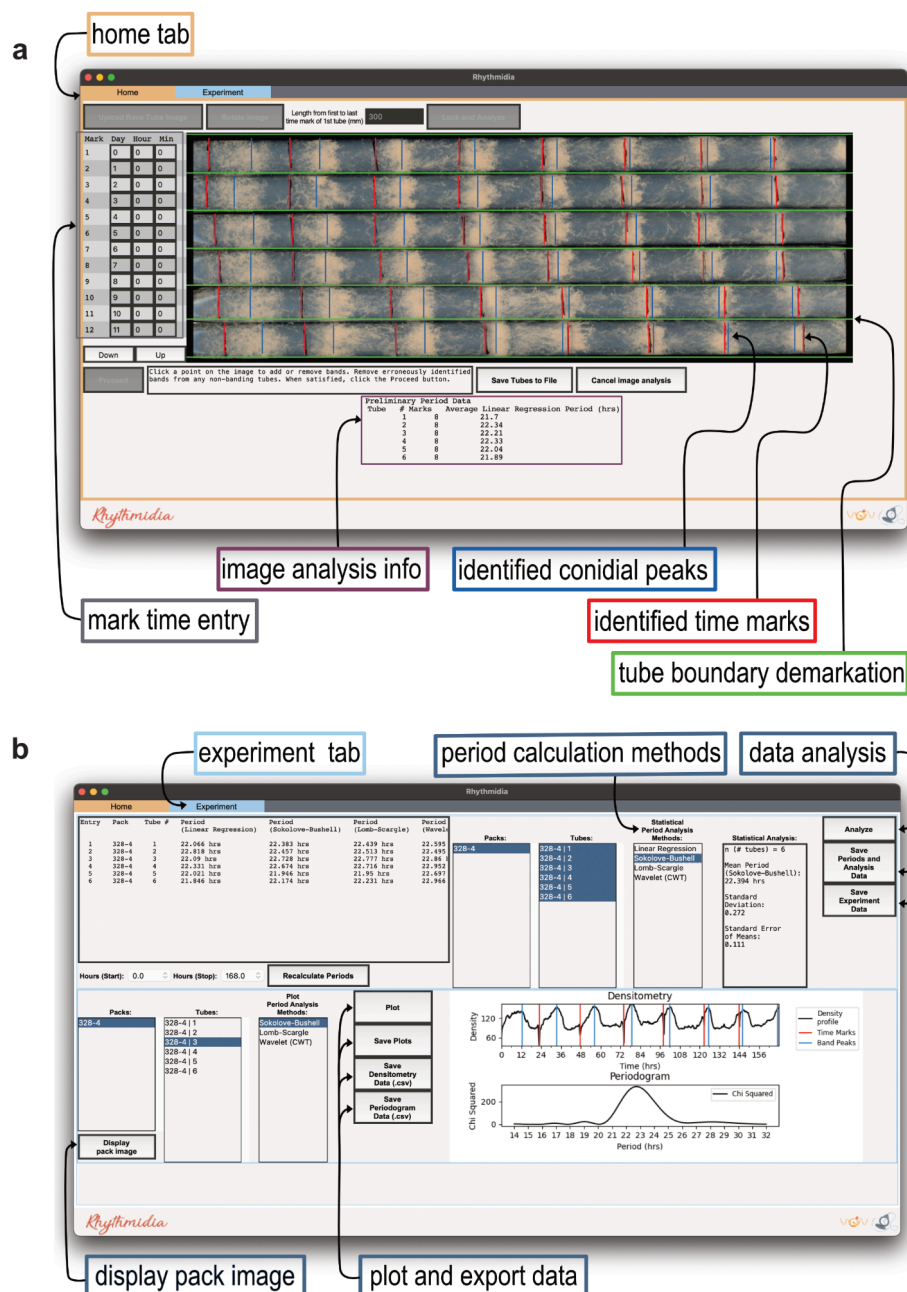 home tab
a
Rhythmidia
Home Experiment
Upload Race Tube Image Rotate Image Length from first to last time mark of 1st tube (mm) 300 Lock and Analyze
Mark Day Hour Min
1 0 0 0
2 1 0 0
3 2 0 0
4 3 0 0
5 4 0 0
6 5 0 0
7 6 0 0
8 7 0 0
9 8 0 0
10 9 0 0
11 10 0 0
12 11 0 0
Down Up
Proceed
Click a point on the image to add or remove bands. Remove erroneously identified
bands from any non-banding tubes. When satisfied, click the Proceed button.
Save Tubes to File Cancel image analysis
Preliminary Period Data
Tube # Marks Average Linear Regression Period (hrs)
1 8 21.7
2 8 22.34
3 8 22.21
4 8 22.33
5 8 22.04
6 8 21.89
Rhythmidia
image analysis info identified conidial peaks
mark time entry identified time marks
tube boundary demarkation
b
experiment tab period calculation methods data analysis
Rhythmidia
Home Experiment
Entry Pack Tube # Period (Linear Regression) Period (Sokolove-Bushell) Period (Lomb-Scargle) Period (Wavele
1 328-4 1 22.066 hrs 22.383 hrs 22.439 hrs 22.595
2 328-4 2 22.818 hrs 22.457 hrs 22.513 hrs 22.495
3 328-4 3 22.09 hrs 22.728 hrs 22.777 hrs 22.86 h
4 328-4 4 22.331 hrs 22.674 hrs 22.716 hrs 22.952
5 328-4 5 22.021 hrs 21.946 hrs 21.95 hrs 22.697
6 328-4 6 21.846 hrs 22.174 hrs 22.231 hrs 22.966
Packs:
328-4
Tubes:
328-4 | 1
328-4 | 2
328-4 | 3
328-4 | 4
328-4 | 5
328-4 | 6
Statistical
Period Analysis
Methods:
Linear Regression
Sokolove-Bushell
Lomb-Scargle
Wavelet (CWT)
Statistical Analysis:
n (# tubes) = 6
Mean Period
(Sokolove-Bushell):
22.394 hrs
Standard
Deviation:
0.272
Standard Error
of Means:
0.111
Analyze
Save
Periods and
Analysis
Data
Save
Experiment
Data
Hours (Start): 0.0 Hours (Stop): 168.0 Recalculate Periods
Packs:
328-4
Display
pack image
Tubes:
328-4 | 1
328-4 | 2
328-4 | 3
328-4 | 4
328-4 | 5
328-4 | 6
Plot
Period Analysis
Methods:
Sokolove-Bushell
Lomb-Scargle
Wavelet (CWT)
Plot
Save Plots
Save
Densitometry
Data (.csv)
Save
Periodogram
Data (.csv)
Densitometry
Density
120
60
Density
profile
Time Marks
Band Peaks
0 12 24 36 48 60 72 84 96 108 120 132 144 156
Time (hrs)
Periodogram
Chi Squared
200
0
Chi Squared
14 15 16 17 18 19 20 21 22 23 24 25 26 27 28 29 30 31 32
Period (hrs)
Rhythmidia
display pack image plot and export data